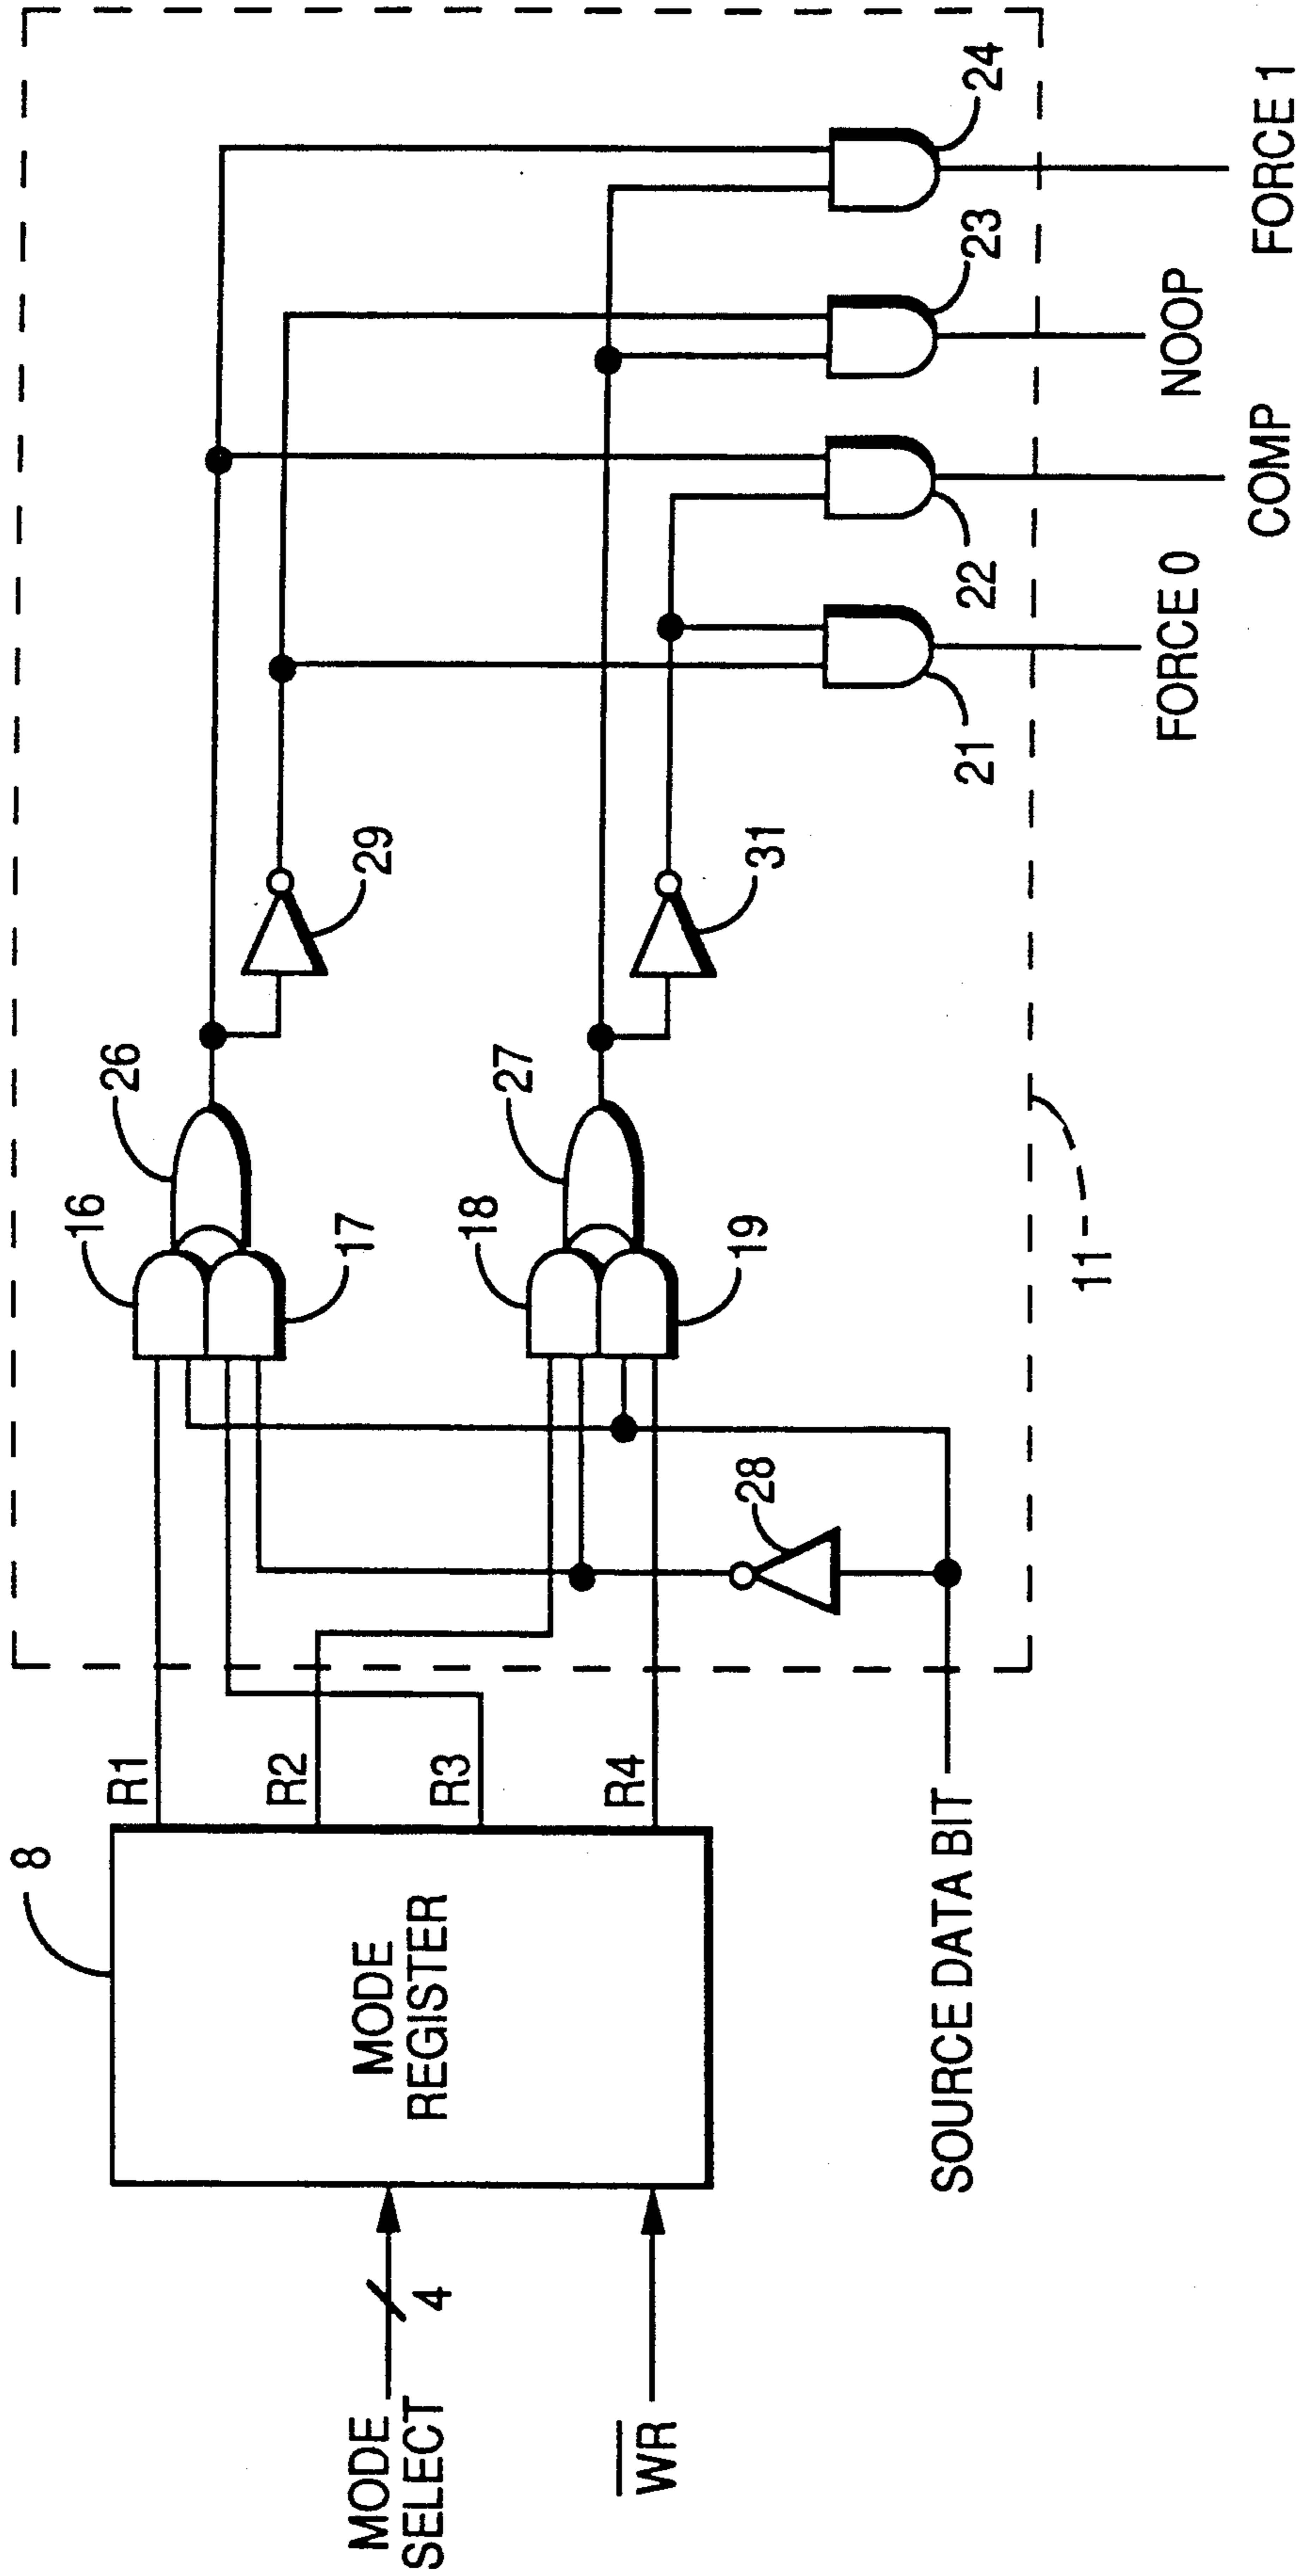 8
MODE
REGISTER
MODE
SELECT
4
WR
R1
R2
R3
R4
SOURCE DATA BIT
16
17
26
18
19
27
28
29
31
11
21
22
23
24
FORCE 0
COMP
NOOP
FORCE 1